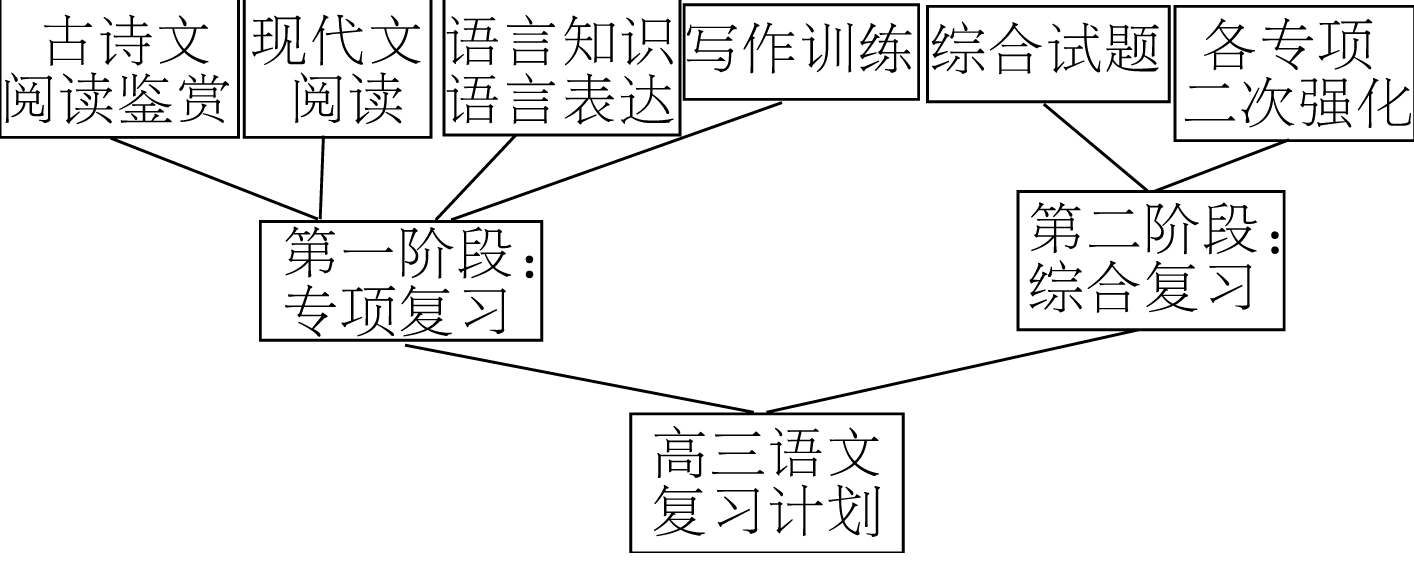 古诗文
阅读鉴赏
现代文
阅读
语言知识
语言表达
写作训练
综合试题
各专项
二次强化
第一阶段：
专项复习
第二阶段：
综合复习
高三语文
复习计划